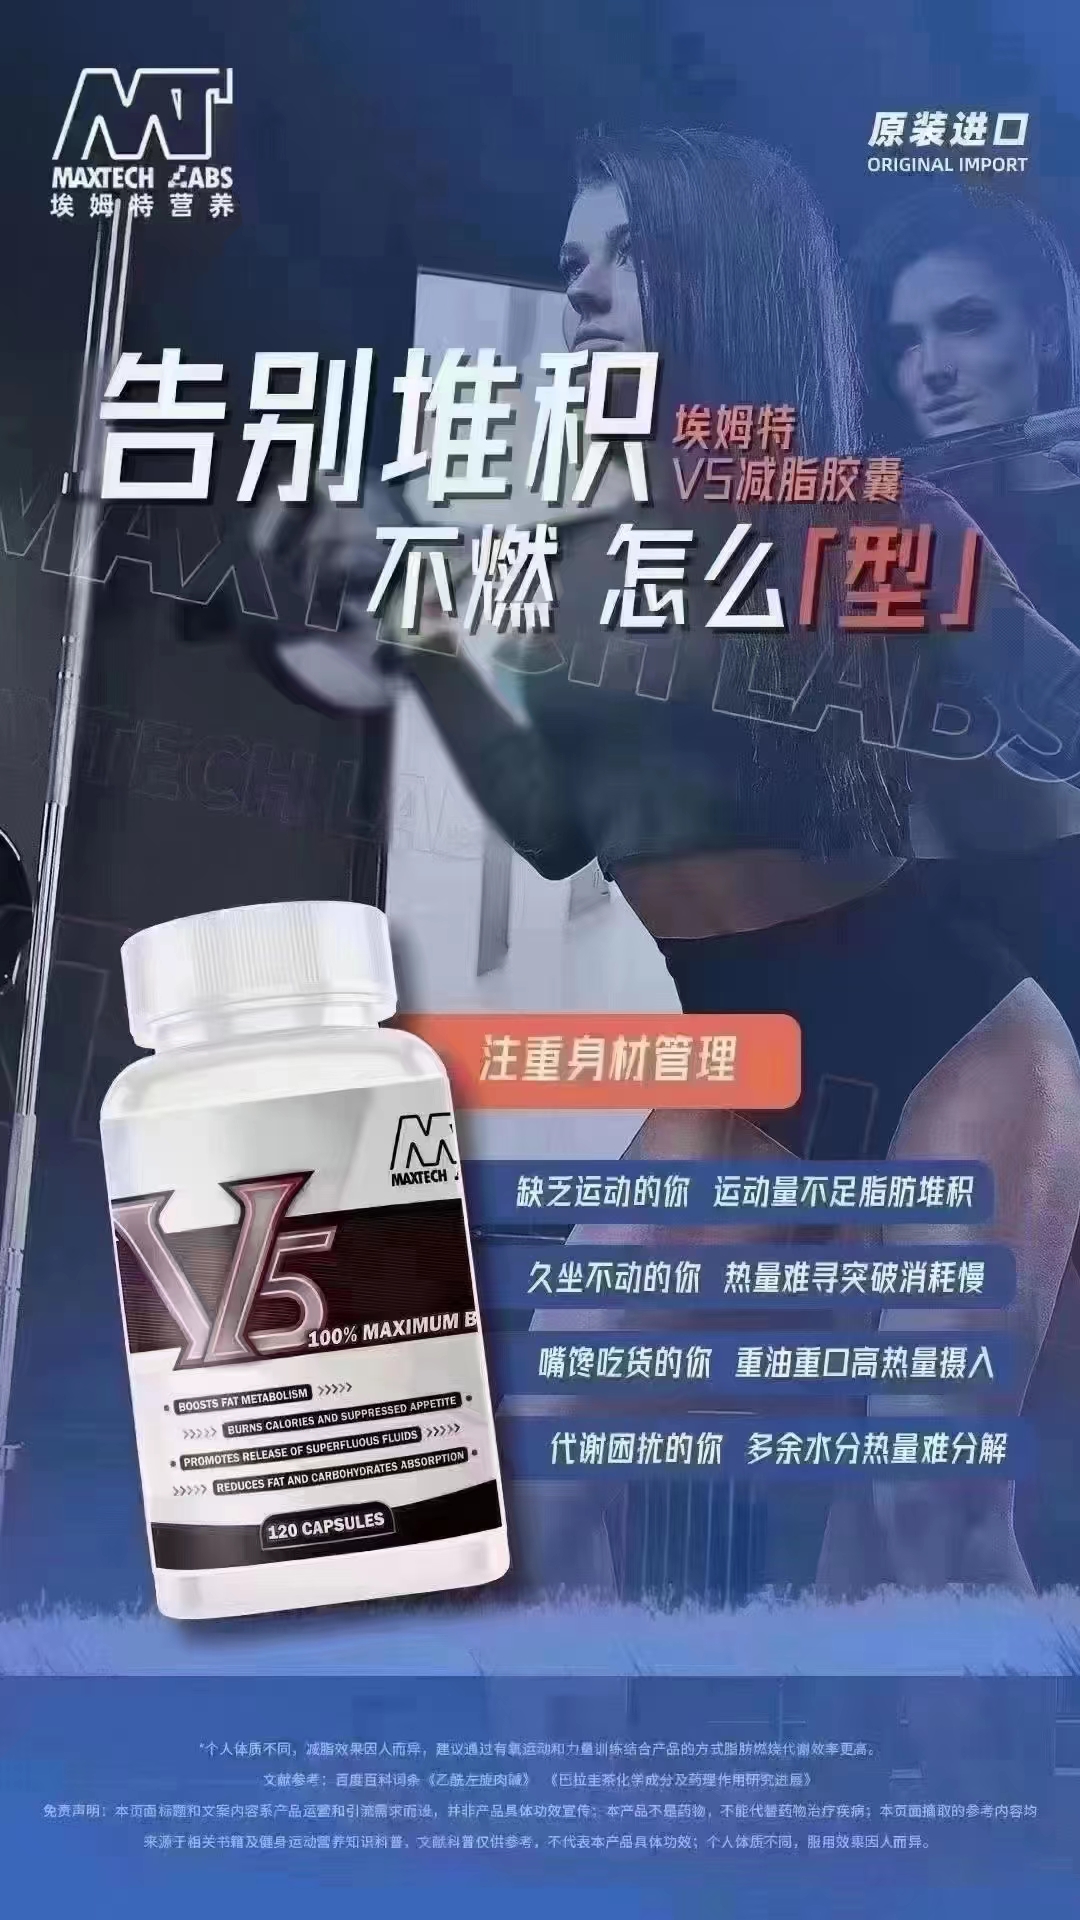 MT
MAXTECH LABS
埃姆特营养
原装进口
ORIGINAL IMPORT
告别堆积
埃姆特
V5减脂胶囊
不燃 怎么「型」
MAXTECH LABS
MAXTECH LABS
注重身材管理
缺乏运动的你 运动量不足脂肪堆积
久坐不动的你 热量难寻突破消耗慢
嘴馋吃货的你 重油重口高热量摄入
代谢困扰的你 多余水分热量难分解
MT
MAXTECH
V5
100% MAXIMUM B
BOOSTS FAT METABOLISM
BURNS CALORIES AND SUPPRESSED APPETITE
PROMOTES RELEASE OF SUPERFLUOUS FLUIDS
REDUCES FAT AND CARBOHYDRATES ABSORPTION
120 CAPSULES
*个人体质不同，减脂效果因人而异，建议通过有氧运动和力量训练结合产品的方式脂肪燃烧代谢效率更高。
文献参考：百度百科词条《乙酰左旋肉碱》 《巴拉圭茶化学成分及药理作用研究进展》
免责声明：本页面标题和文案内容系产品运营和引流需求而设，并非产品具体功效宣传；本产品不是药物，不能代替药物治疗疾病；本页面摘取的参考内容均
来源于相关书籍及健身运动营养知识科普，文献科普仅供参考，不代表本产品具体功效；个人体质不同，服用效果因人而异。